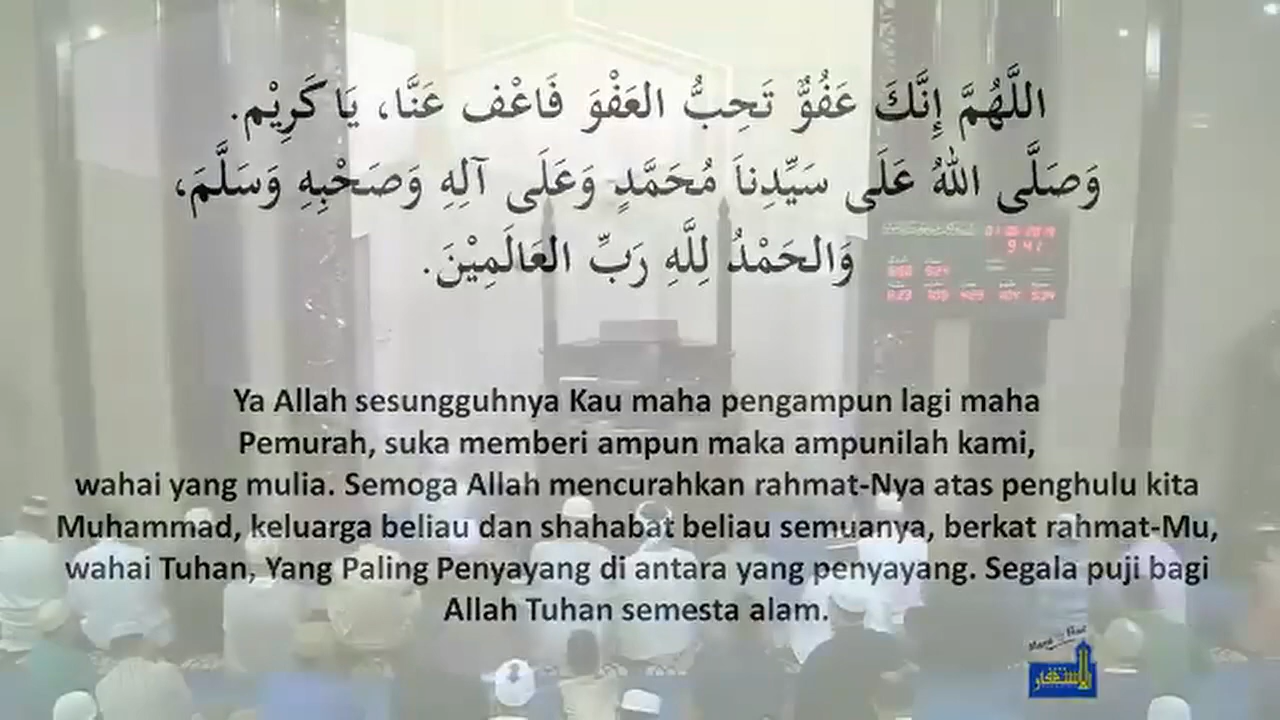 اللَّهُمَّ إِنَّكَ عَفُوٌّ تَحِبُّ العَفْوَ فَاعْف عَنَّا، يَا كَرِيْم.
وَصَلَّى اللهُ عَلَى سَيِّدِناَ مُحَمَّدٍ وَعَلَى آلِهِ وَصَحْبِهِ وَسَلَّمَ،
وَالحَمْدُ لِلَّهِ رَبِّ العَالَمِيْنَ.
9:41
Ya Allah sesungguhnya Kau maha pengampun lagi maha
Pemurah, suka memberi ampun maka ampunilah kami,
wahai yang mulia. Semoga Allah mencurahkan rahmat-Nya atas penghulu kita
Muhammad, keluarga beliau dan shahabat beliau semuanya, berkat rahmat-Mu,
wahai Tuhan, Yang Paling Penyayang di antara yang penyayang. Segala puji bagi
Allah Tuhan semesta alam.